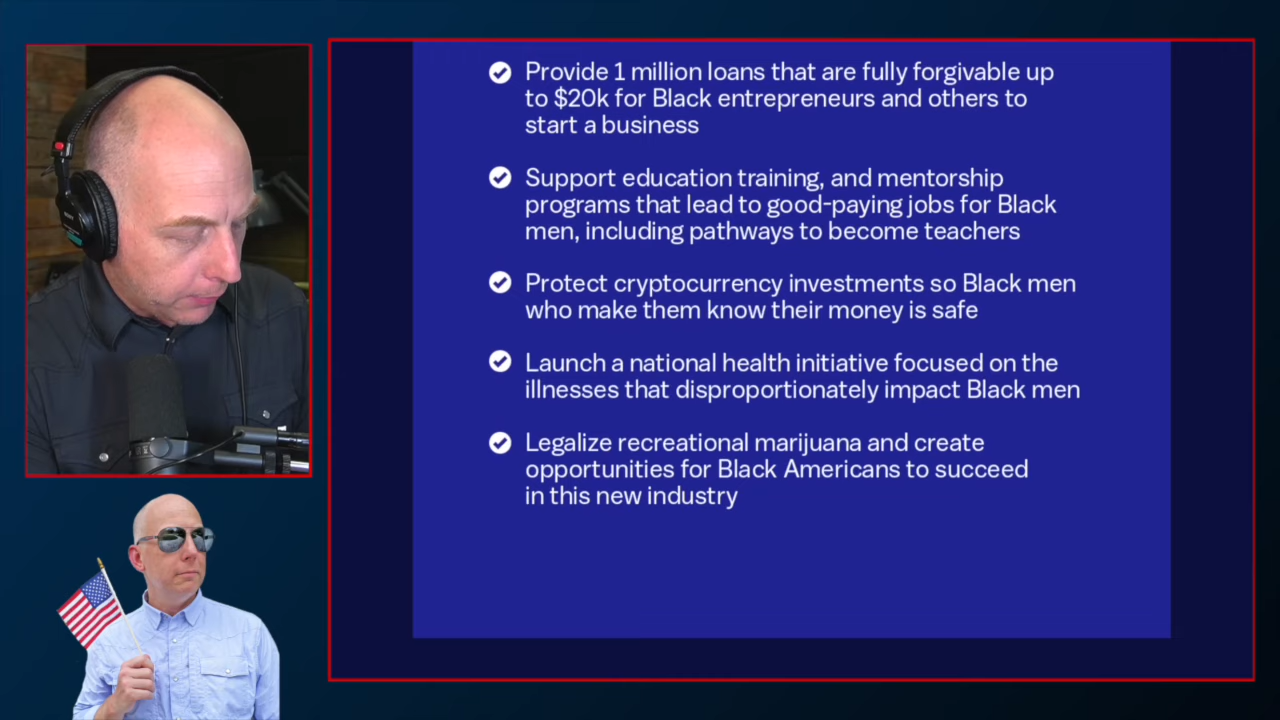 Provide 1 million loans that are fully forgivable up
to $20k for Black entrepreneurs and others to
start a business
Support education training, and mentorship
programs that lead to good-paying jobs for Black
men, including pathways to become teachers
Protect cryptocurrency investments so Black men
who make them know their money is safe
Launch a national health initiative focused on the
illnesses that disproportionately impact Black men
Legalize recreational marijuana and create
opportunities for Black Americans to succeed
in this new industry